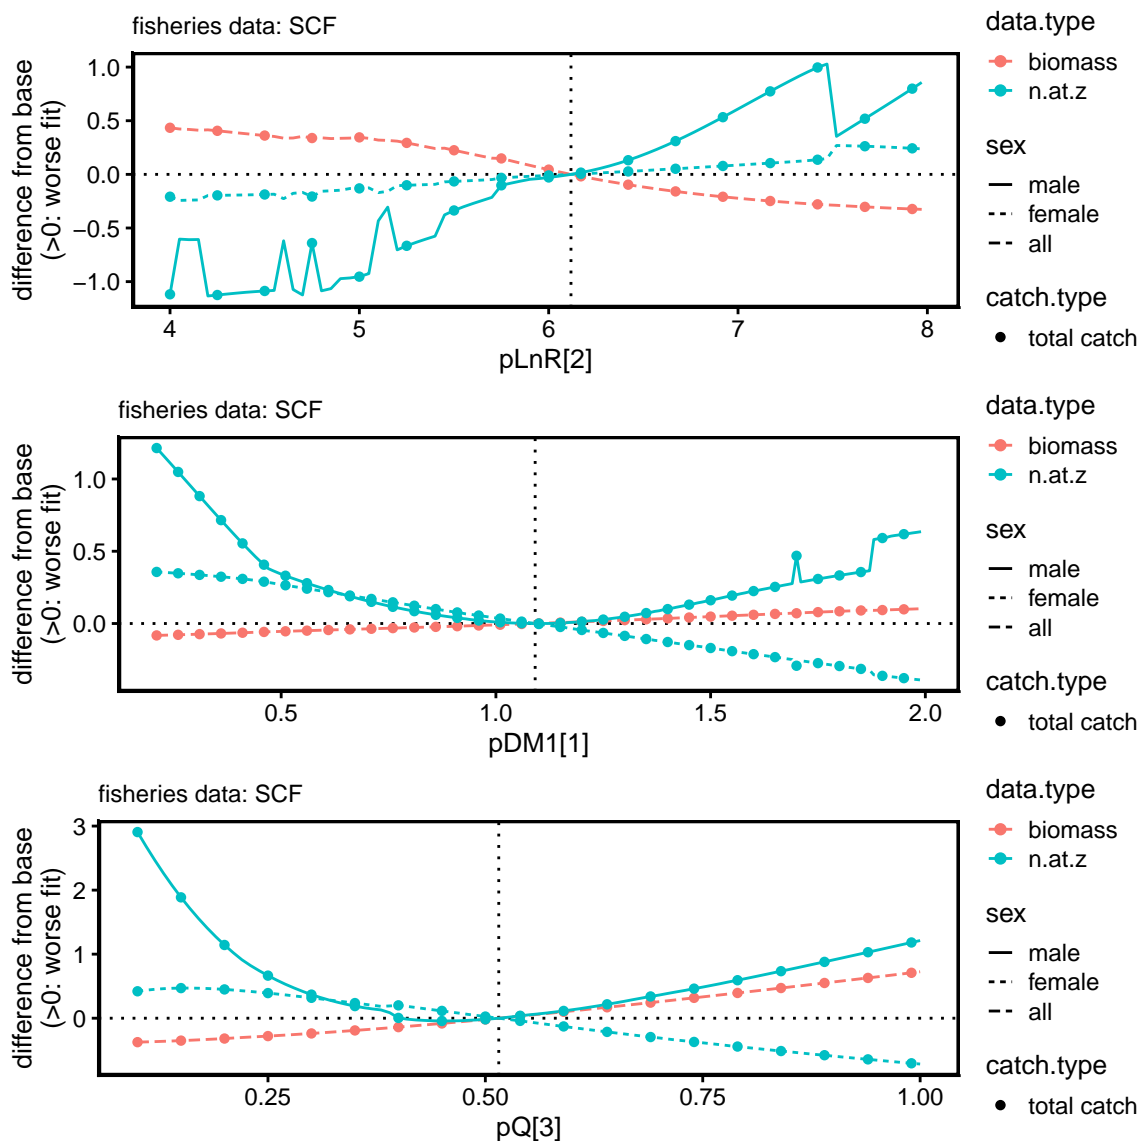 fisheries data: SCF
difference from base
(>0: worse fit)
1.0
0.5
0.0
−0.5
−1.0
4
5
6
7
8
pLnR[2]
data.type
biomass
n.at.z
sex
male
female
all
catch.type
total catch
fisheries data: SCF
difference from base
(>0: worse fit)
1.0
0.5
0.0
0.5
1.0
1.5
2.0
pDM1[1]
data.type
biomass
n.at.z
sex
male
female
all
catch.type
total catch
fisheries data: SCF
difference from base
(>0: worse fit)
3
2
1
0
0.25
0.50
0.75
1.00
pQ[3]
data.type
biomass
n.at.z
sex
male
female
all
catch.type
total catch